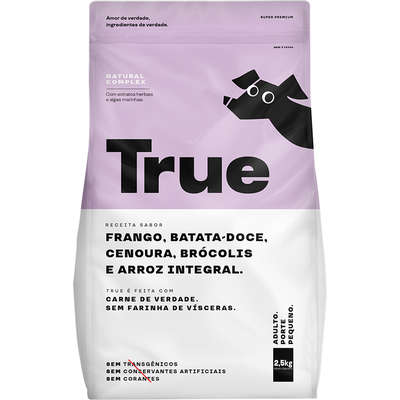 Amor de verdade,
ingredientes de verdade.
SUPER PREMIUM
NATURAL
COMPLEX
Com extratos herbais
e algas marinhas.
True
RECEITA SABOR
FRANGO, BATATA-DOCE,
CENOURA, BRÓCOLIS
E ARROZ INTEGRAL.
TRUE É FEITA COM
CARNE DE VERDADE.
SEM FARINHA DE VÍSCERAS.
SEM TRANSGÊNICOS
SEM CONSERVANTES ARTIFICIAIS
SEM CORANTES
ADULTO.
PORTE
PEQUENO.
2,5kg